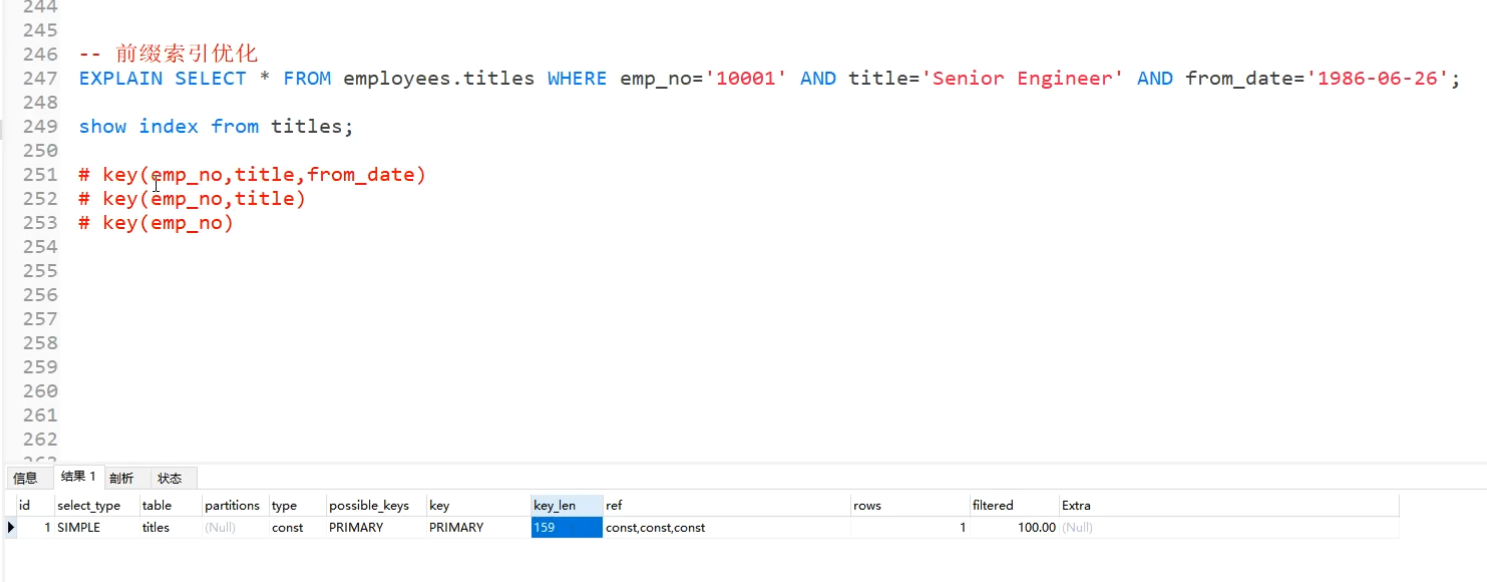 244
245
246 -- 前缀索引优化
247 EXPLAIN SELECT * FROM employees.titles WHERE emp_no='10001' AND title='Senior Engineer' AND from_date='1986-06-26';
248
249 show index from titles;
250
251 # key(emp_no,title,from_date)
252 # key(emp_no,title)
253 # key(emp_no)
254
255
256
257
258
259
260
261
262
263
信息 结果 1 剖析 状态
id select_type table partitions type possible_keys key key_len ref rows filtered Extra
1 SIMPLE titles (Null) const PRIMARY PRIMARY 159 const,const,const 1 100.00 (Null)